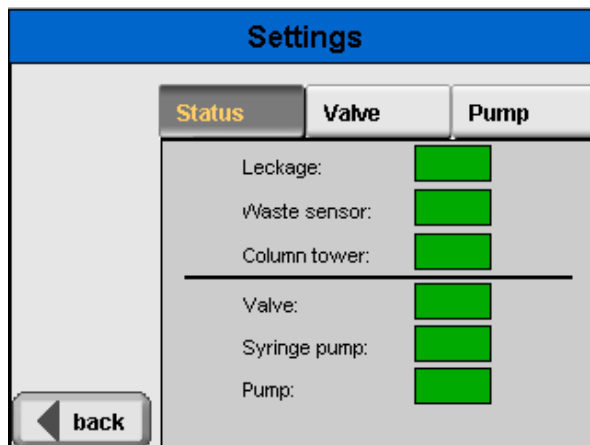 Settings
Status Valve Pump
Leckage:
Waste sensor:
Column tower:
Valve:
Syringe pump:
Pump:
back